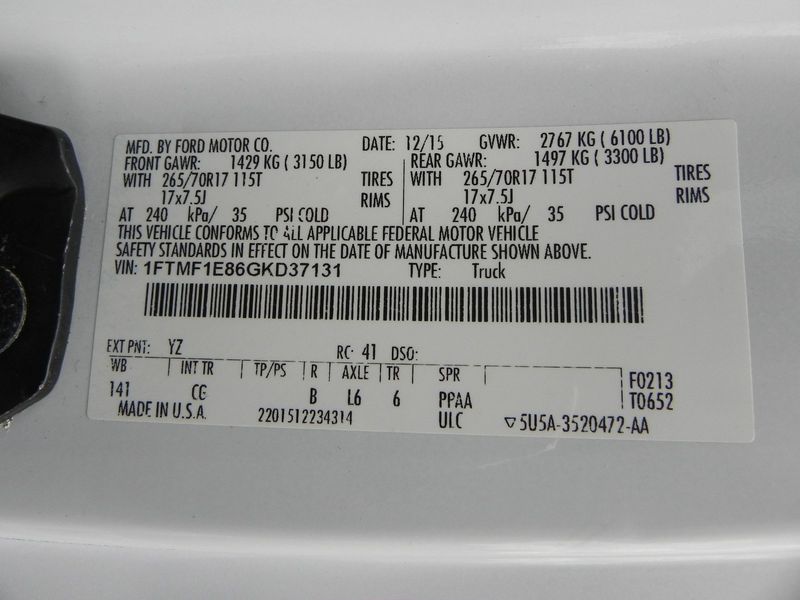 MFD. BY FORD MOTOR CO. DATE: 12/15 GVWR: 2767 KG ( 6100 LB)
FRONT GAWR: 1429 KG ( 3150 LB) REAR GAWR: 1497 KG ( 3300 LB)
WITH 265/70R17 115T TIRES WITH 265/70R17 115T TIRES
17x7.5J RIMS 17x7.5J RIMS
AT 240 kPa/ 35 PSI COLD AT 240 kPa/ 35 PSI COLD
THIS VEHICLE CONFORMS TO ALL APPLICABLE FEDERAL MOTOR VEHICLE
SAFETY STANDARDS IN EFFECT ON THE DATE OF MANUFACTURE SHOWN ABOVE.
VIN: 1FTMF1E86GKD37131 TYPE: Truck
EXT PNT: YZ RC: 41 DSO:
WB INT TR TP/PS R AXLE TR SPR F0213
141 CG B L6 6 PPAA T0652
MADE IN U.S.A. 2201512234314 ULC ▽5U5A-3520472-AA